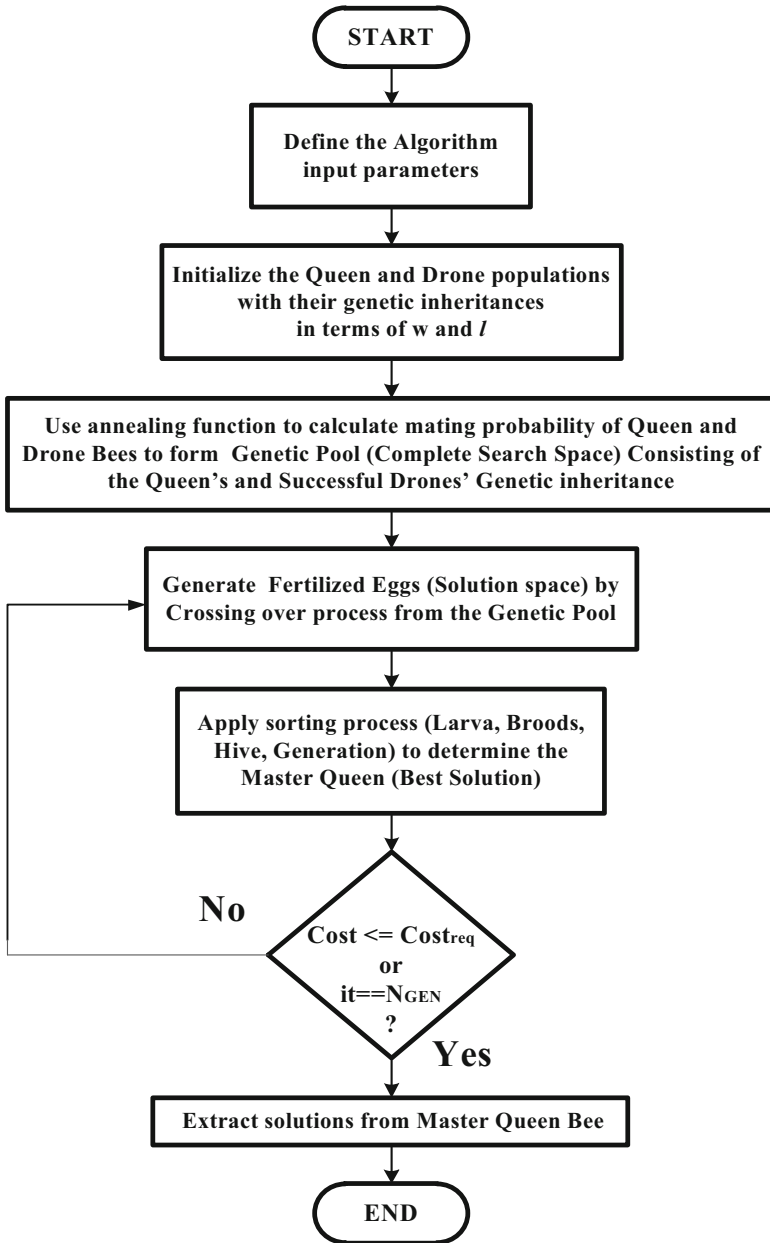 START
Define the Algorithm
input parameters
Initialize the Queen and Drone populations
with their genetic inheritances
in terms of w and l
Use annealing function to calculate mating probability of Queen and
Drone Bees to form Genetic Pool (Complete Search Space) Consisting of
the Queen's and Successful Drones' Genetic inheritance
Generate Fertilized Eggs (Solution space) by
Crossing over process from the Genetic Pool
Apply sorting process (Larva, Broods,
Hive, Generation) to determine the
Master Queen (Best Solution)
No
Cost <= Costreq
or
it==NGEN
?
Yes
Extract solutions from Master Queen Bee
END